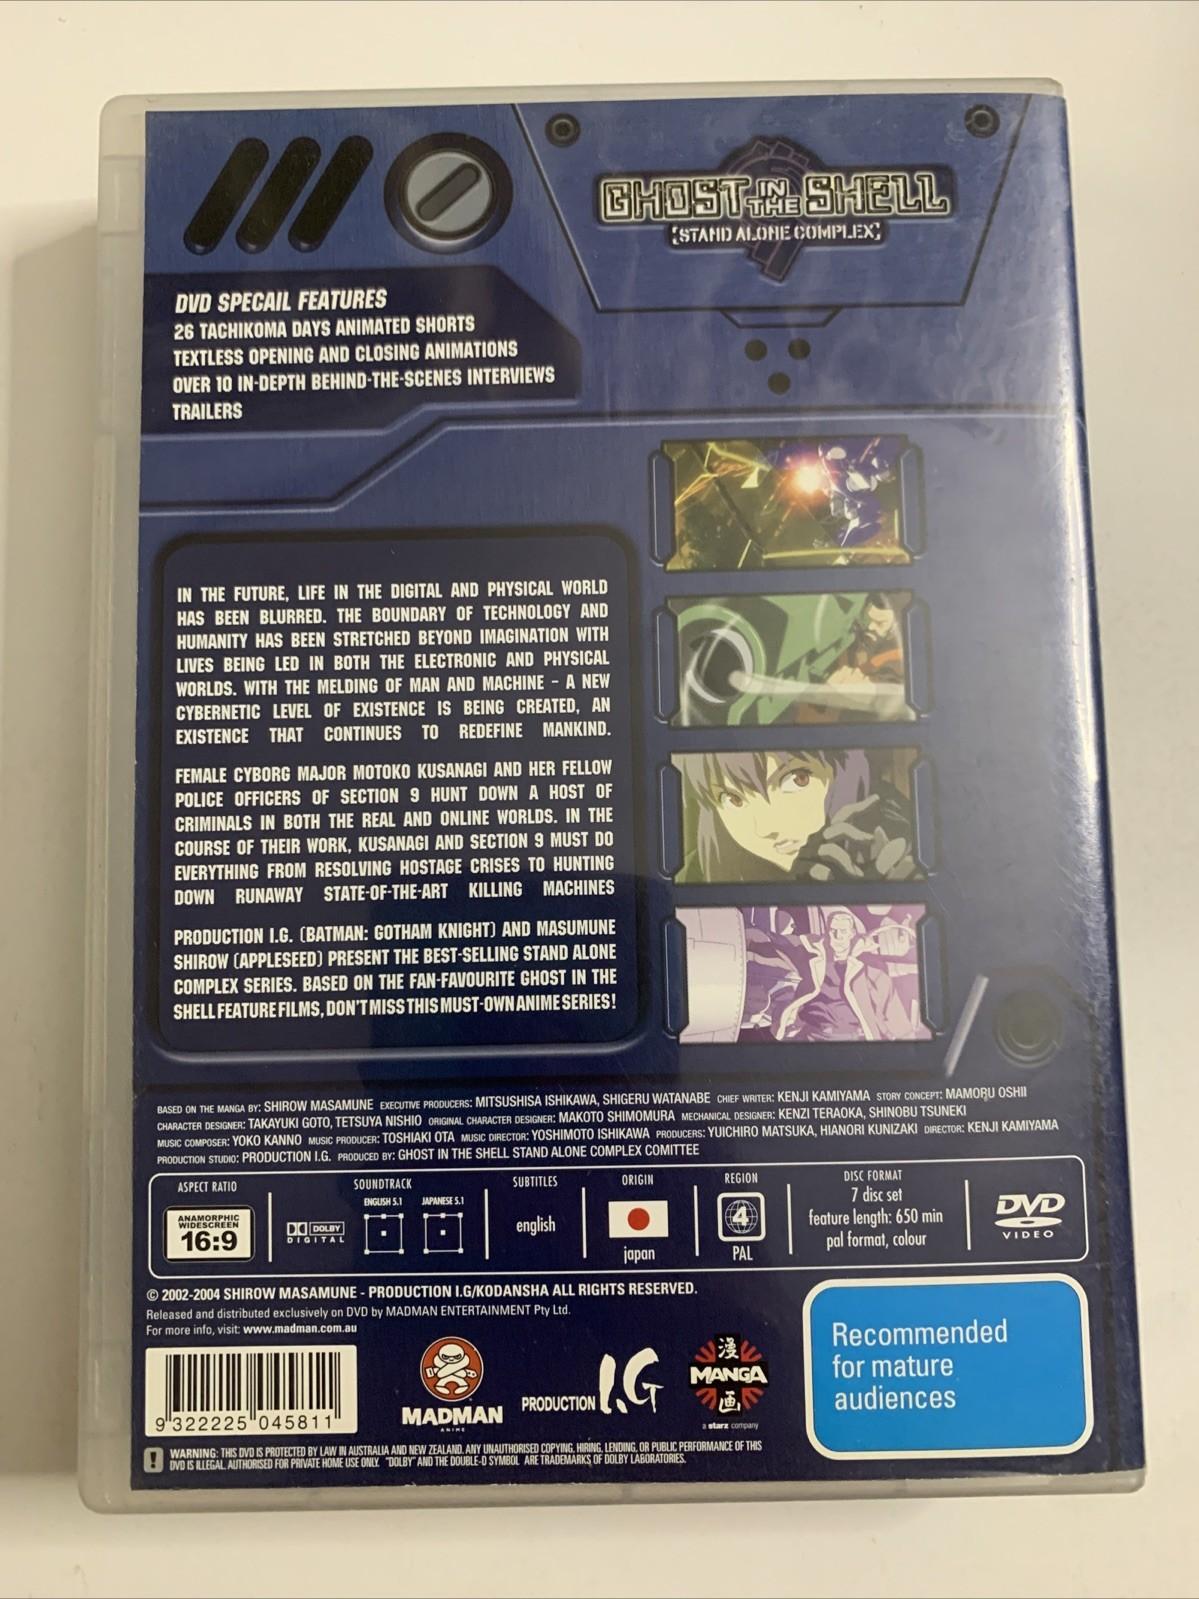 GHOST IN THE SHELL
[STAND ALONE COMPLEX]
DVD SPECAIL FEATURES
26 TACHIKOMA DAYS ANIMATED SHORTS
TEXTLESS OPENING AND CLOSING ANIMATIONS
OVER 10 IN-DEPTH BEHIND-THE-SCENES INTERVIEWS
TRAILERS
IN THE FUTURE, LIFE IN THE DIGITAL AND PHYSICAL WORLD
HAS BEEN BLURRED. THE BOUNDARY OF TECHNOLOGY AND
HUMANITY HAS BEEN STRETCHED BEYOND IMAGINATION WITH
LIVES BEING LED IN BOTH THE ELECTRONIC AND PHYSICAL
WORLDS. WITH THE MELDING OF MAN AND MACHINE - A NEW
CYBERNETIC LEVEL OF EXISTENCE IS BEING CREATED, AN
EXISTENCE THAT CONTINUES TO REDEFINE MANKIND.
FEMALE CYBORG MAJOR MOTOKO KUSANAGI AND HER FELLOW
POLICE OFFICERS OF SECTION 9 HUNT DOWN A HOST OF
CRIMINALS IN BOTH THE REAL AND ONLINE WORLDS. IN THE
COURSE OF THEIR WORK, KUSANAGI AND SECTION 9 MUST DO
EVERYTHING FROM RESOLVING HOSTAGE CRISES TO HUNTING
DOWN RUNAWAY STATE-OF-THE-ART KILLING MACHINES
PRODUCTION I.G. (BATMAN: GOTHAM KNIGHT) AND MASUMUNE
SHIROW (APPLESEED) PRESENT THE BEST-SELLING STAND ALONE
COMPLEX SERIES. BASED ON THE FAN-FAVOURITE GHOST IN THE
SHELL FEATURE FILMS, DON'T MISS THIS MUST-OWN ANIME SERIES!
BASED ON THE MANGA BY: SHIROW MASAMUNE EXECUTIVE PRODUCERS: MITSUSHISA ISHIKAWA, SHIGERU WATANABE CHIEF WRITER: KENJI KAMIYAMA STORY CONCEPT: MAMORU OSHII
CHARACTER DESIGNER: TAKAYUKI GOTO, TETSUYA NISHIO ORIGINAL CHARACTER DESIGNER: MAKOTO SHIMOMURA MECHANICAL DESIGNER: KENZI TERAOKA, SHINOBU TSUNEKI
MUSIC COMPOSER: YOKO KANNO MUSIC PRODUCER: TOSHIAKI OTA MUSIC DIRECTOR: YOSHIMOTO ISHIKAWA PRODUCERS: YUICHIRO MATSUKA, HIANORI KUNIZAKI DIRECTOR: KENJI KAMIYAMA
PRODUCTION STUDIO: PRODUCTION I.G. PRODUCED BY: GHOST IN THE SHELL STAND ALONE COMPLEX COMITTEE
ASPECT RATIO
ANAMORPHIC
WIDESCREEN
16:9
SOUNDTRACK
DOLBY
DIGITAL
ENGLISH 5.1 JAPANESE 5.1
SUBTITLES
english
ORIGIN
japan
REGION
4
PAL
DISC FORMAT
7 disc set
feature length: 650 min
pal format, colour
DVD
VIDEO
© 2002-2004 SHIROW MASAMUNE - PRODUCTION I.G/KODANSHA ALL RIGHTS RESERVED.
Released and distributed exclusively on DVD by MADMAN ENTERTAINMENT Pty Ltd.
For more info, visit: www.madman.com.au
9 322225 045811
MADMAN
ANIME
PRODUCTION I.G
漫
MANGA
画
a starz company
Recommended
for mature
audiences
WARNING: THIS DVD IS PROTECTED BY LAW IN AUSTRALIA AND NEW ZEALAND. ANY UNAUTHORISED COPYING, HIRING, LENDING, OR PUBLIC PERFORMANCE OF THIS
DVD IS ILLEGAL. AUTHORISED FOR PRIVATE HOME USE ONLY. "DOLBY" AND THE DOUBLE-D SYMBOL ARE TRADEMARKS OF DOLBY LABORATORIES.